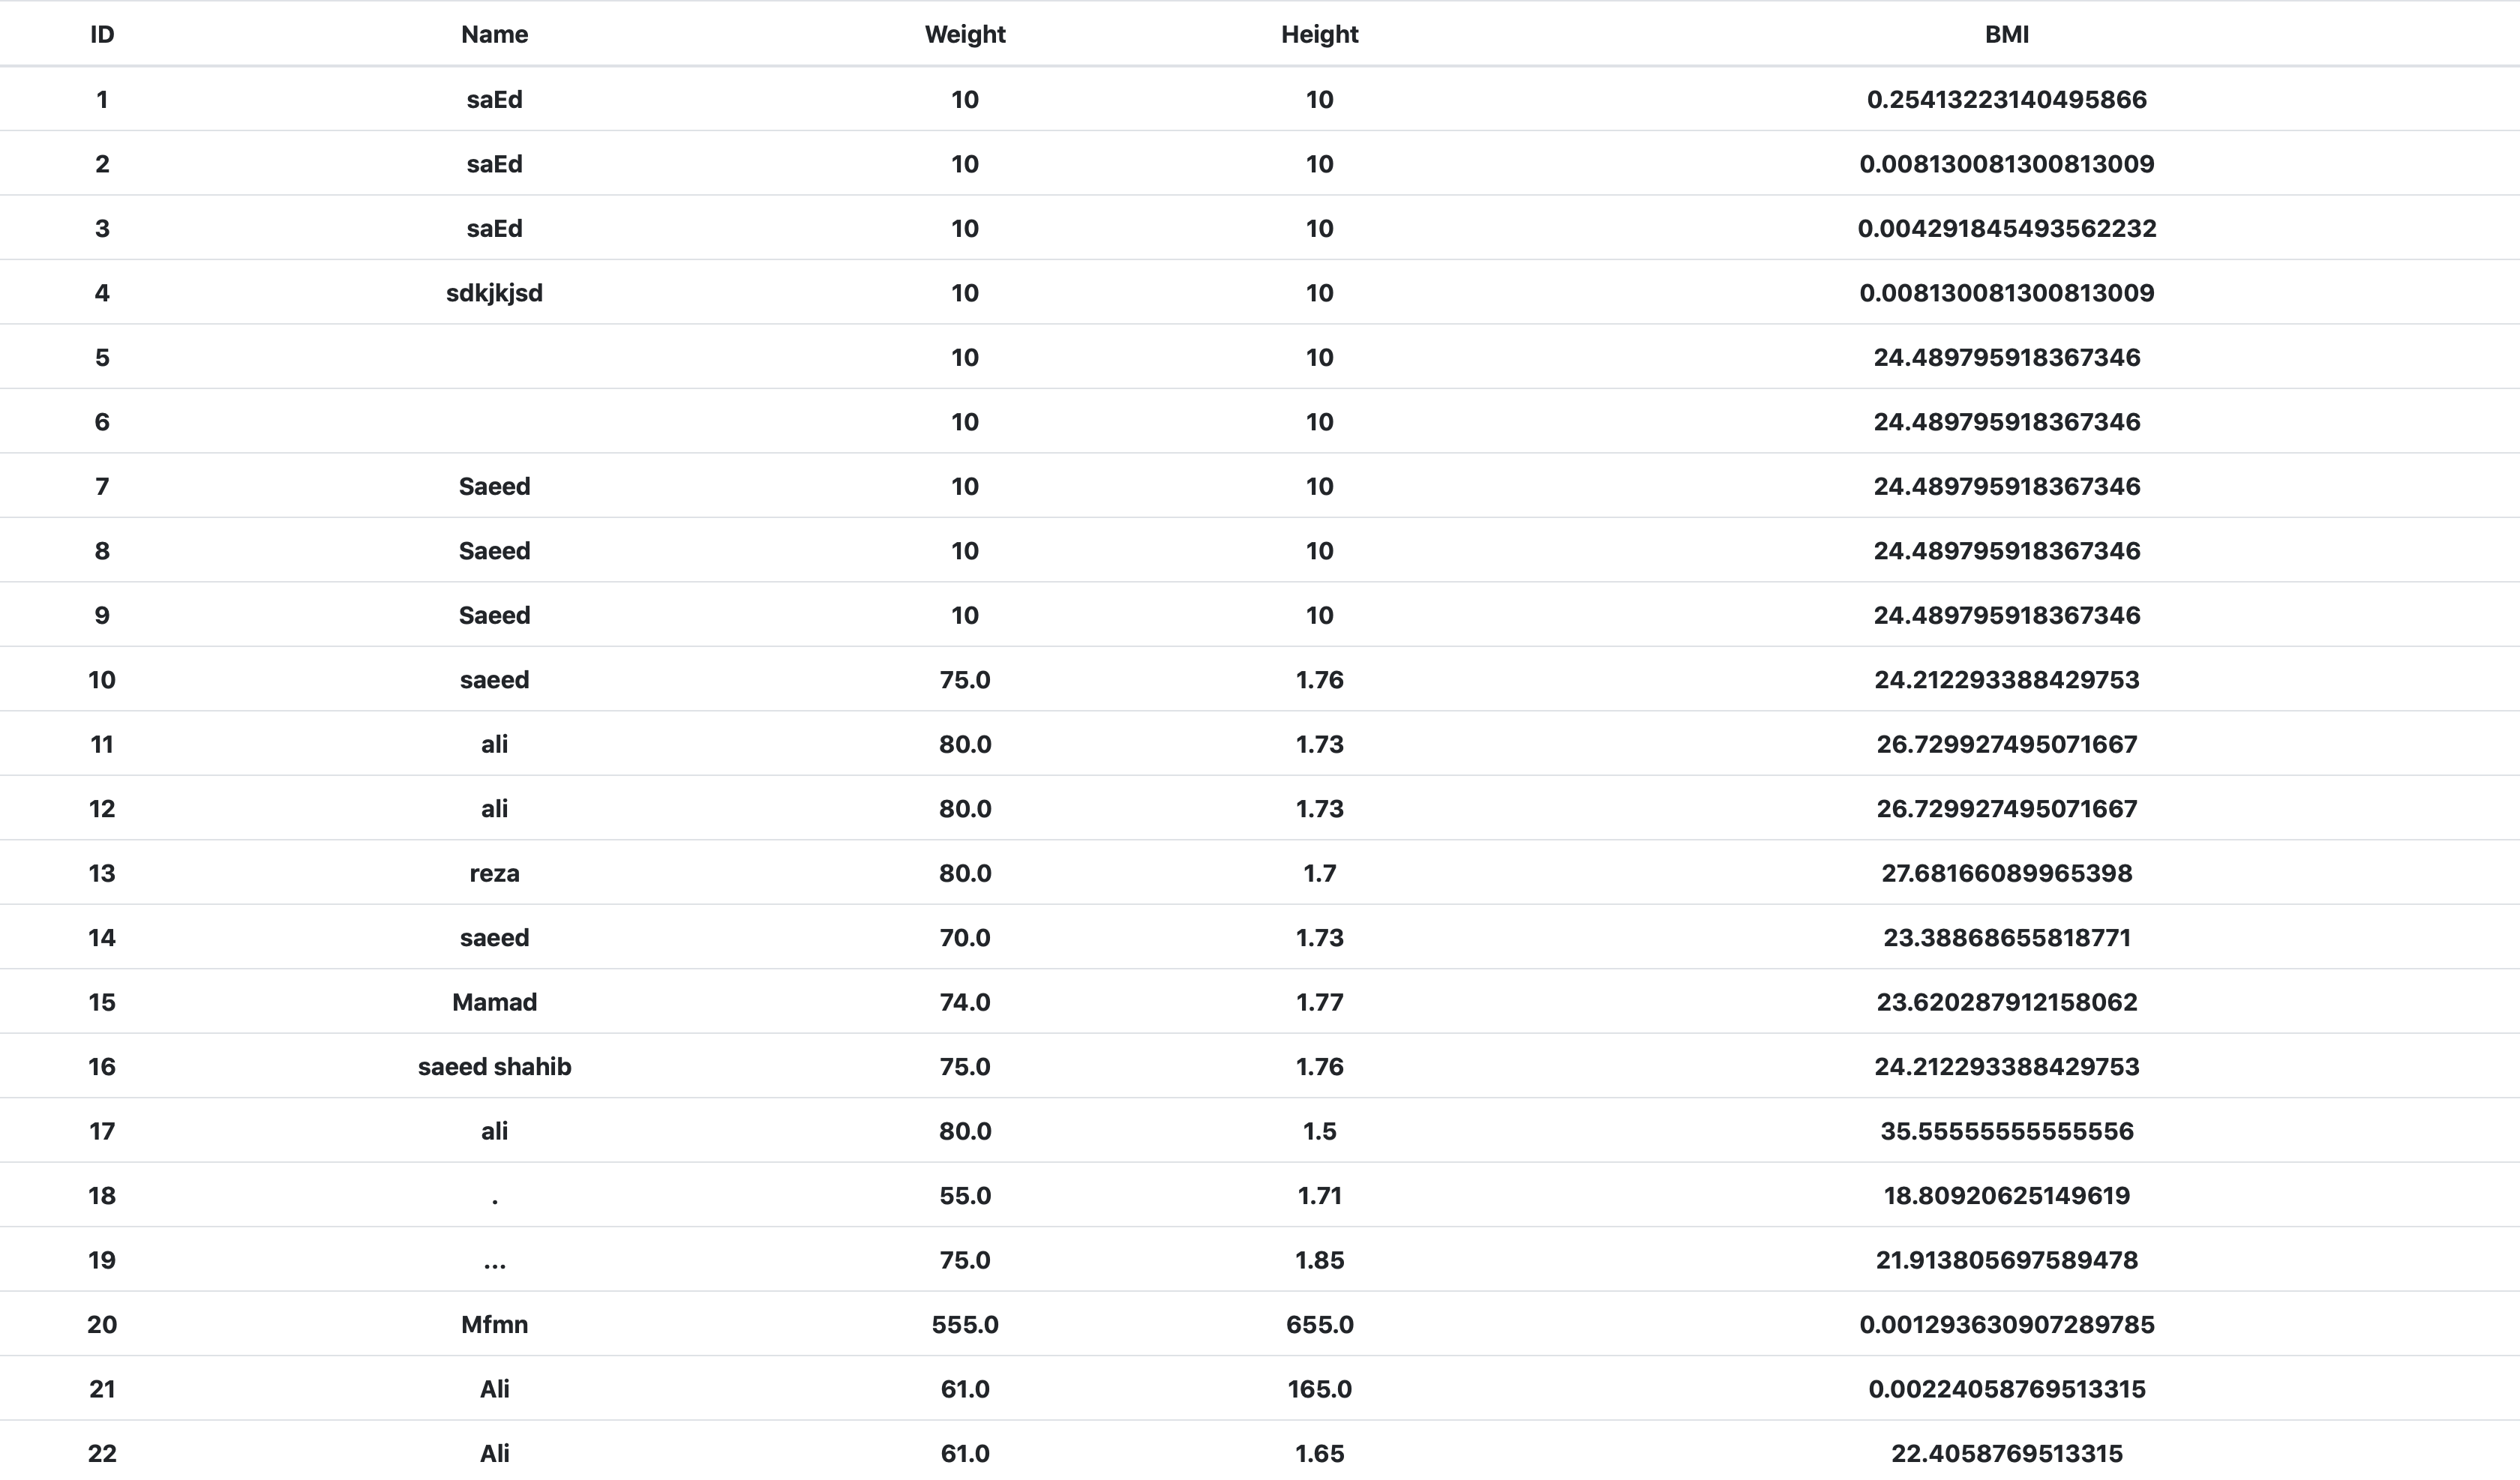 ID Name Weight Height BMI
1 saEd 10 10 0.25413223140495866
2 saEd 10 10 0.008130081300813009
3 saEd 10 10 0.004291845493562232
4 sdkjkjsd 10 10 0.008130081300813009
5 10 10 24.489795918367346
6 10 10 24.489795918367346
7 Saeed 10 10 24.489795918367346
8 Saeed 10 10 24.489795918367346
9 Saeed 10 10 24.489795918367346
10 saeed 75.0 1.76 24.212293388429753
11 ali 80.0 1.73 26.729927495071667
12 ali 80.0 1.73 26.729927495071667
13 reza 80.0 1.7 27.68166089965398
14 saeed 70.0 1.73 23.38868655818771
15 Mamad 74.0 1.77 23.620287912158062
16 saeed shahib 75.0 1.76 24.212293388429753
17 ali 80.0 1.5 35.55555555555556
18 . 55.0 1.71 18.80920625149619
19 ... 75.0 1.85 21.913805697589478
20 Mfmn 555.0 655.0 0.001293630907289785
21 Ali 61.0 165.0 0.00224058769513315
22 Ali 61.0 1.65 22.4058769513315